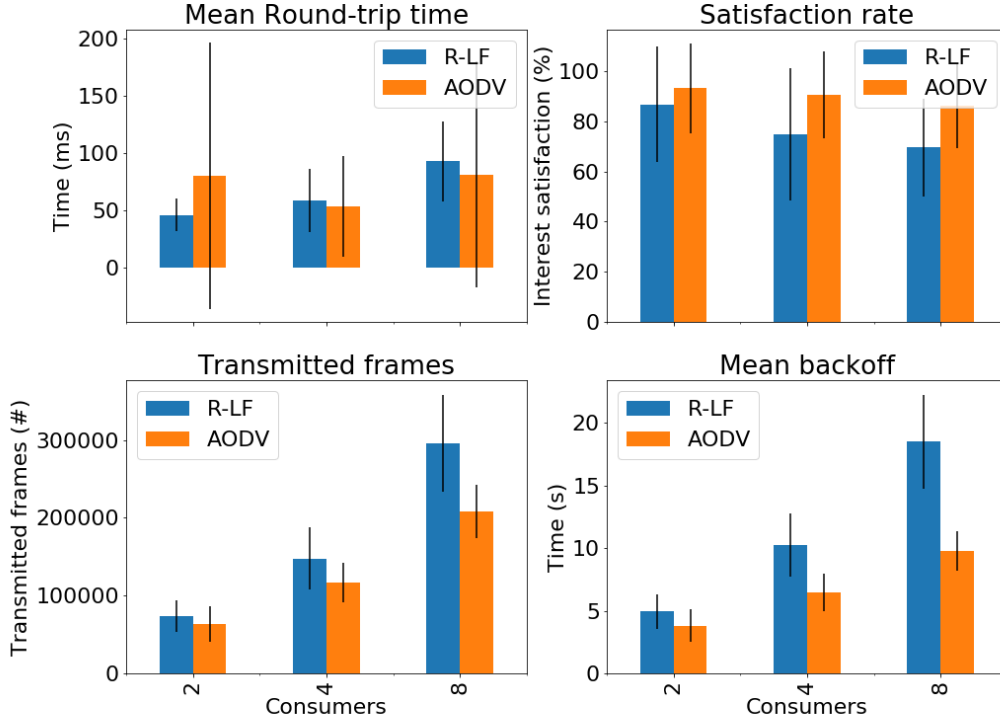 Mean Round-trip time
Time (ms)
200
150
100
50
0
R-LF
AODV
Satisfaction rate
Interest satisfaction (%)
100
80
60
40
20
0
R-LF
AODV
Transmitted frames
Transmitted frames (#)
300000
200000
100000
0
R-LF
AODV
2
4
8
Consumers
Mean backoff
Time (s)
20
15
10
5
0
R-LF
AODV
2
4
8
Consumers